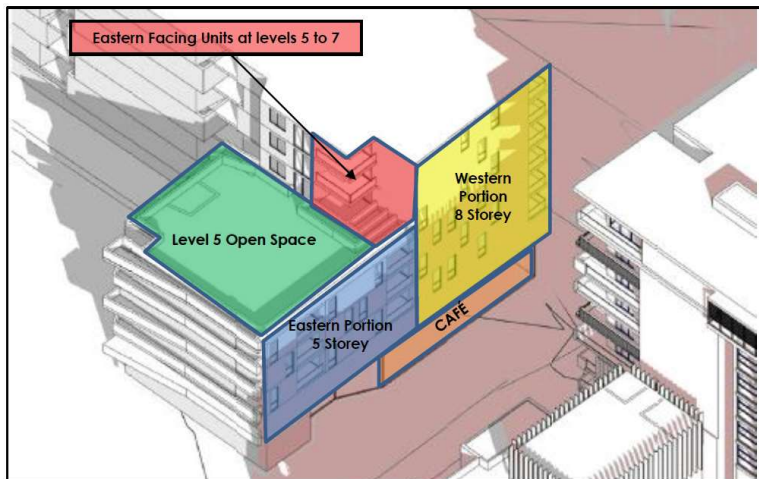 Eastern Facing Units at levels 5 to 7
Western
Portion
8 Storey
Level 5 Open Space
Eastern Portion
5 Storey
CAFÉ